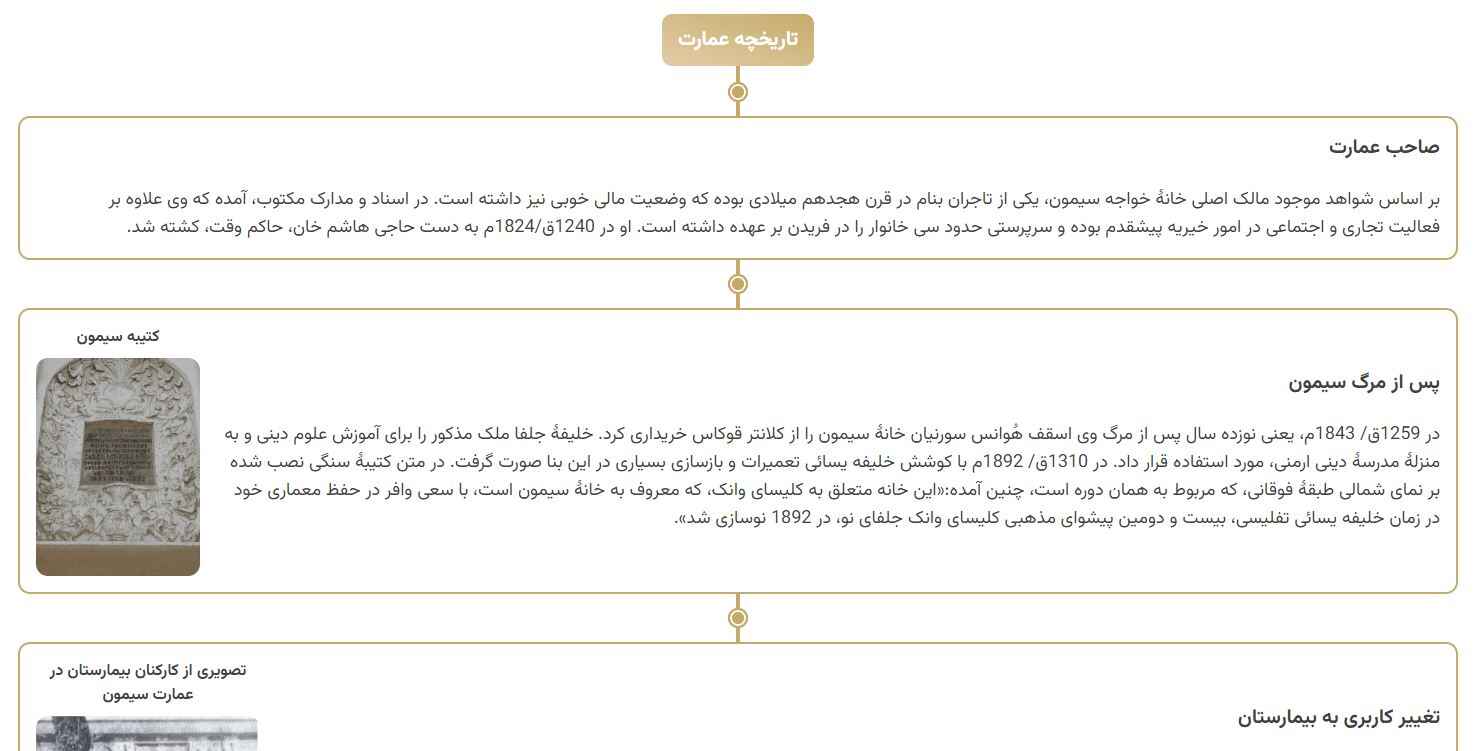 تاریخچه عمارت
صاحب عمارت
بر اساس شواهد موجود مالک اصلی خانهٔ خواجه سیمون، یکی از تاجران بنام در قرن هجدهم میلادی بوده که وضعیت مالی خوبی نیز داشته است. در اسناد و مدارک مکتوب، آمده که وی علاوه بر
فعالیت تجاری و اجتماعی در امور خیریه پیشقدم بوده و سرپرستی حدود سی خانوار را در فریدن بر عهده داشته است. او در 1240ق/1824م به دست حاجی هاشم خان، حاکم وقت، کشته شد.
کتیبه سیمون
پس از مرگ سیمون
در 1259ق/ 1843م، یعنی نوزده سال پس از مرگ وی اسقف هُوانس سورنیان خانهٔ سیمون را از کلانتر قوکاس خریداری کرد. خلیفهٔ جلفا ملک مذکور را برای آموزش علوم دینی و به
منزلهٔ مدرسهٔ دینی ارمنی، مورد استفاده قرار داد. در 1310ق/ 1892م با کوشش خلیفه یسائی تعمیرات و بازسازی بسیاری در این بنا صورت گرفت. در متن کتیبهٔ سنگی نصب شده
بر نمای شمالی طبقهٔ فوقانی، که مربوط به همان دوره است، چنین آمده:«این خانه متعلق به کلیسای وانک، که معروف به خانهٔ سیمون است، با سعی وافر در حفظ معماری خود
در زمان خلیفه یسائی تفلیسی، بیست و دومین پیشوای مذهبی کلیسای وانک جلفای نو، در 1892 نوسازی شد».
تصویری از کارکنان بیمارستان در
عمارت سیمون
تغییر کاربری به بیمارستان